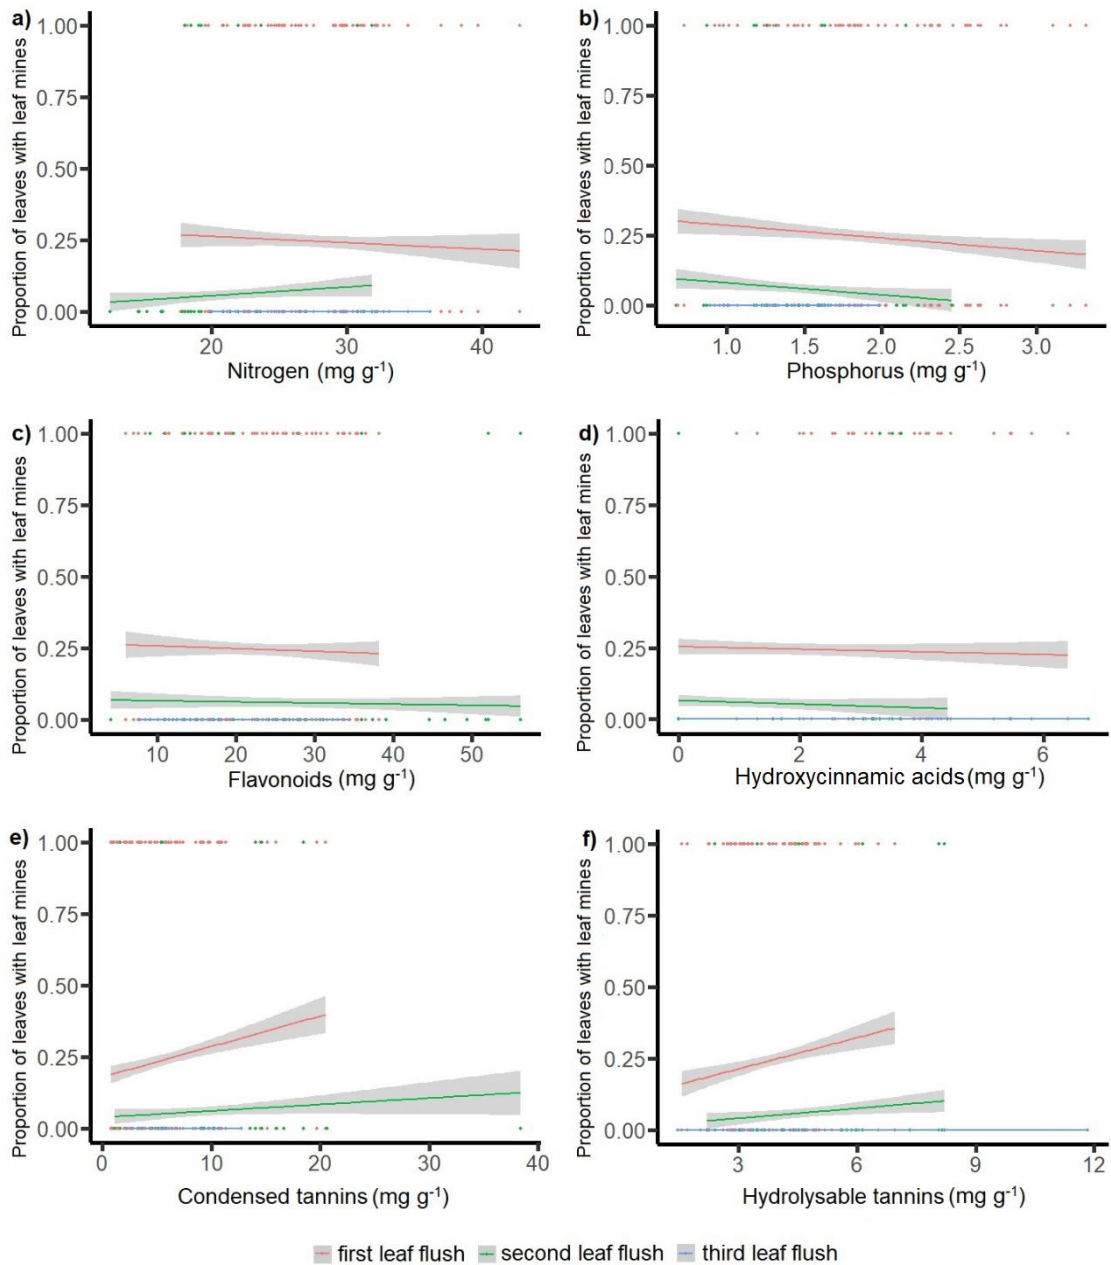 a)
Proportion of leaves with leaf mines
1.00
0.75
0.50
0.25
0.00
20 30 40
Nitrogen (mg g⁻¹)
b)
Proportion of leaves with leaf mines
1.00
0.75
).50
0.25
0.00
1.0 1.5 2.0 2.5 3.0
Phosphorus (mg g⁻¹)
c)
Proportion of leaves with leaf mines
1.00
0.75
0.50
0.25
0.00
10 20 30 40 50
Flavonoids (mg g⁻¹)
d)
Proportion of leaves with leaf mines
1.00
0.75
0.50
0.25
0.00
0 2 4 6
Hydroxycinnamic acids (mg g⁻¹)
e)
Proportion of leaves with leaf mines
1.00
0.75
0.50
0.25
0.00
0 10 20 30 40
Condensed tannins (mg g⁻¹)
f)
Proportion of leaves with leaf mines
1.00
0.75
0.50
0.25
0.00
3 6 9 12
Hydrolysable tannins (mg g⁻¹)
first leaf flush second leaf flush third leaf flush